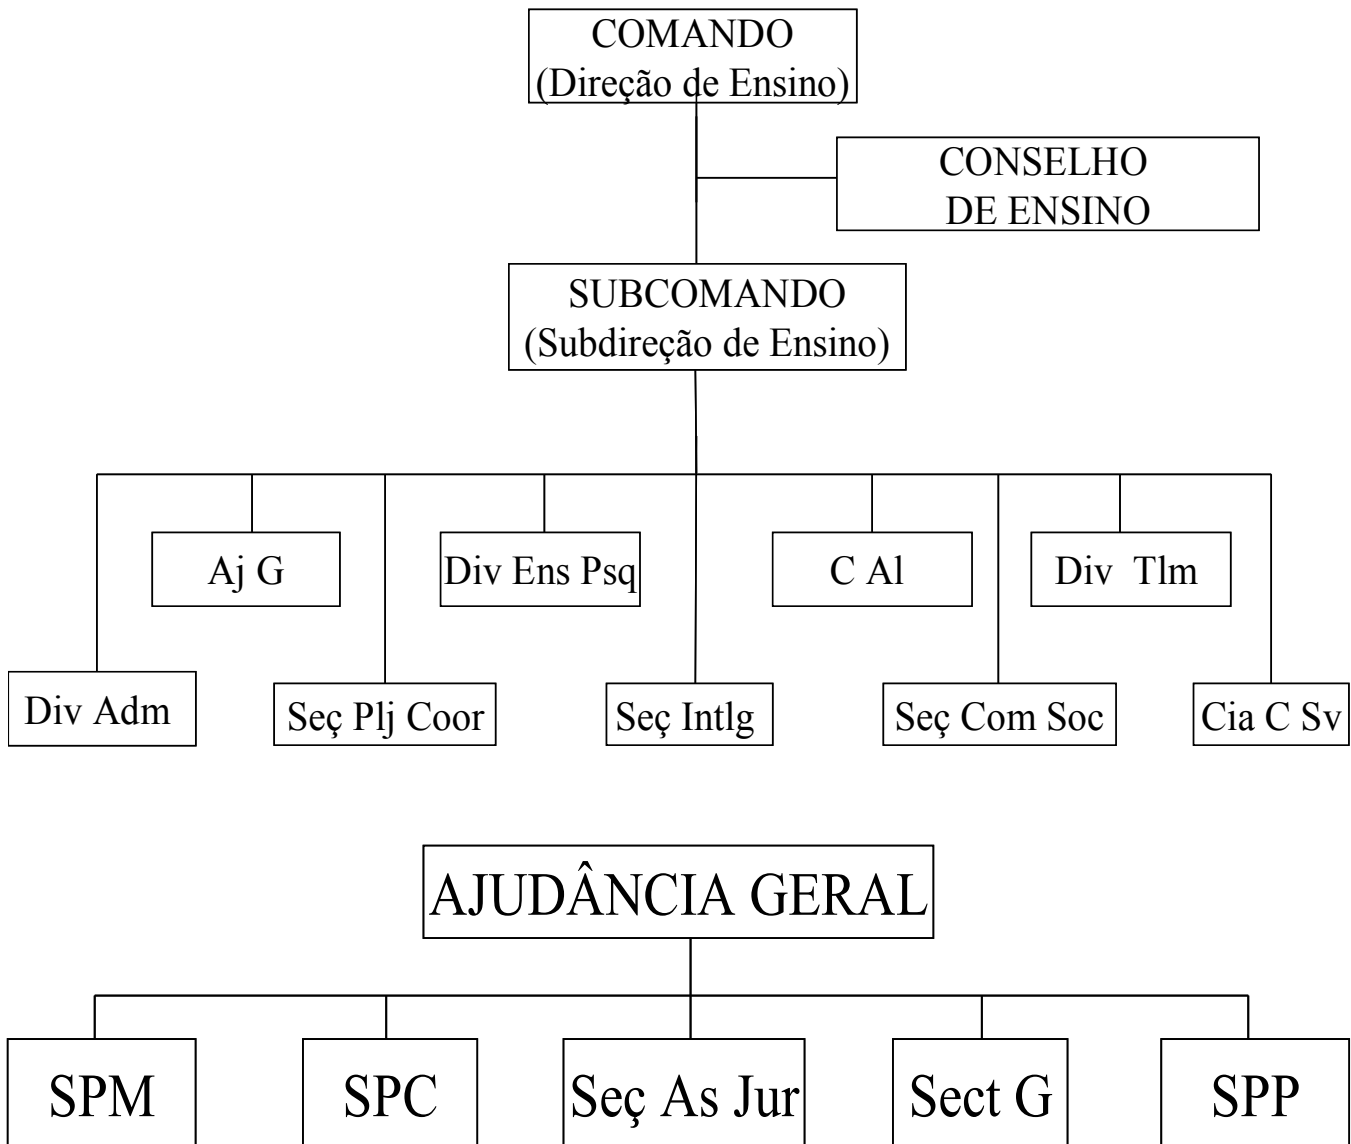 COMANDO
(Direção de Ensino)
CONSELHO
DE ENSINO
SUBCOMANDO
(Subdireção de Ensino)
Aj G
Div Ens Psq
C Al
Div Tlm
Div Adm
Seç Plj Coor
Seç Intlg
Seç Com Soc
Cia C Sv
AJUDÂNCIA GERAL
SPM
SPC
Seç As Jur
Sect G
SPP